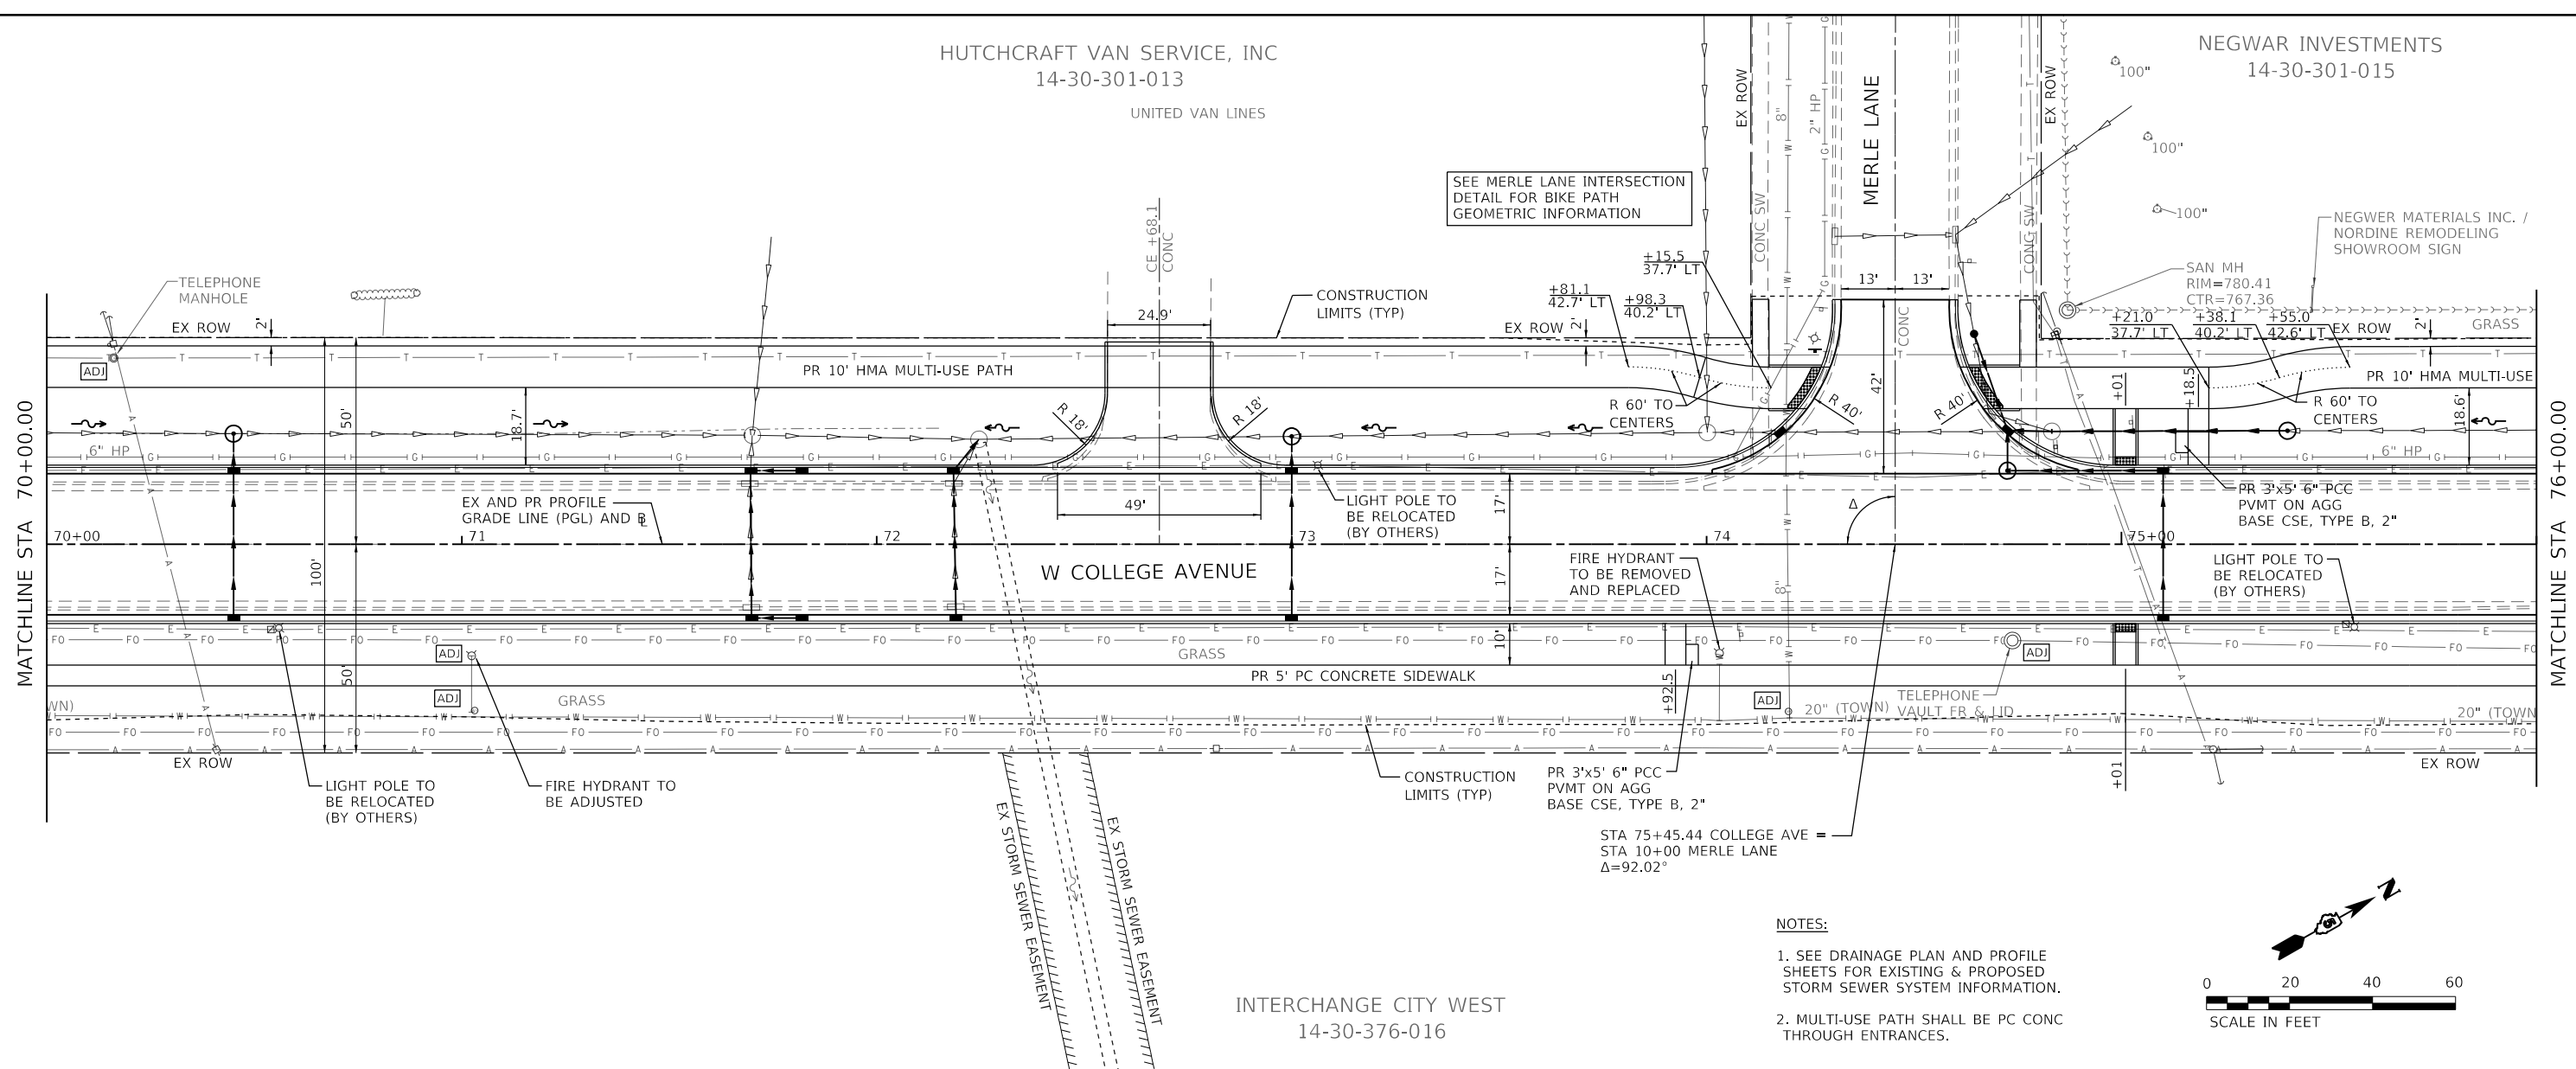 HUTCHCRAFT VAN SERVICE, INC
14-30-301-013
UNITED VAN LINES
NEGWAR INVESTMENTS
14-30-301-015
100"
100"
100"
EX ROW
8"
2" HP
MERLE LANE
EX ROW
CONC SW
CONC SW
SEE MERLE LANE INTERSECTION
DETAIL FOR BIKE PATH
GEOMETRIC INFORMATION
NEGWER MATERIALS INC. /
NORDINE REMODELING
SHOWROOM SIGN
SAN MH
RIM=780.41
CTR=767.36
CE +68.1
CONC
TELEPHONE
MANHOLE
EX ROW
2'
ADJ
24.9'
CONSTRUCTION
LIMITS (TYP)
EX ROW
2'
+81.1
42.7' LT
+98.3
40.2' LT
+15.5
37.7' LT
13'
13'
CONC
42'
+21.0
37.7' LT
+38.1
40.2' LT
+55.0
42.6' LT
EX ROW
2'
GRASS
PR 10' HMA MULTI-USE PATH
PR 10' HMA MULTI-USE
50'
18.7'
R 18'
R 18'
R 60' TO
CENTERS
R 40'
R 40'
+01
+18.5
R 60' TO
CENTERS
18.6'
6" HP
6" HP
MATCHLINE STA 70+00.00
MATCHLINE STA 76+00.00
EX AND PR PROFILE
GRADE LINE (PGL) AND BL
49'
LIGHT POLE TO
BE RELOCATED
(BY OTHERS)
17'
Δ
PR 3'x5' 6" PCC
PVMT ON AGG
BASE CSE, TYPE B, 2"
70+00
71
72
73
74
75+00
100'
W COLLEGE AVENUE
17'
FIRE HYDRANT
TO BE REMOVED
AND REPLACED
8"
LIGHT POLE TO
BE RELOCATED
(BY OTHERS)
ADJ
10'
GRASS
ADJ
50'
PR 5' PC CONCRETE SIDEWALK
+92.5
ADJ
GRASS
ADJ
TELEPHONE
VAULT FR & LID
WN)
20" (TOWN)
20" (TOWN
EX ROW
EX ROW
LIGHT POLE TO
BE RELOCATED
(BY OTHERS)
FIRE HYDRANT TO
BE ADJUSTED
EX STORM SEWER EASEMENT
EX STORM SEWER EASEMENT
CONSTRUCTION
LIMITS (TYP)
PR 3'x5' 6" PCC
PVMT ON AGG
BASE CSE, TYPE B, 2"
+01
STA 75+45.44 COLLEGE AVE =
STA 10+00 MERLE LANE
Δ=92.02°
NOTES:
1. SEE DRAINAGE PLAN AND PROFILE
SHEETS FOR EXISTING & PROPOSED
STORM SEWER SYSTEM INFORMATION.
2. MULTI-USE PATH SHALL BE PC CONC
THROUGH ENTRANCES.
INTERCHANGE CITY WEST
14-30-376-016
N
0 20 40 60
SCALE IN FEET